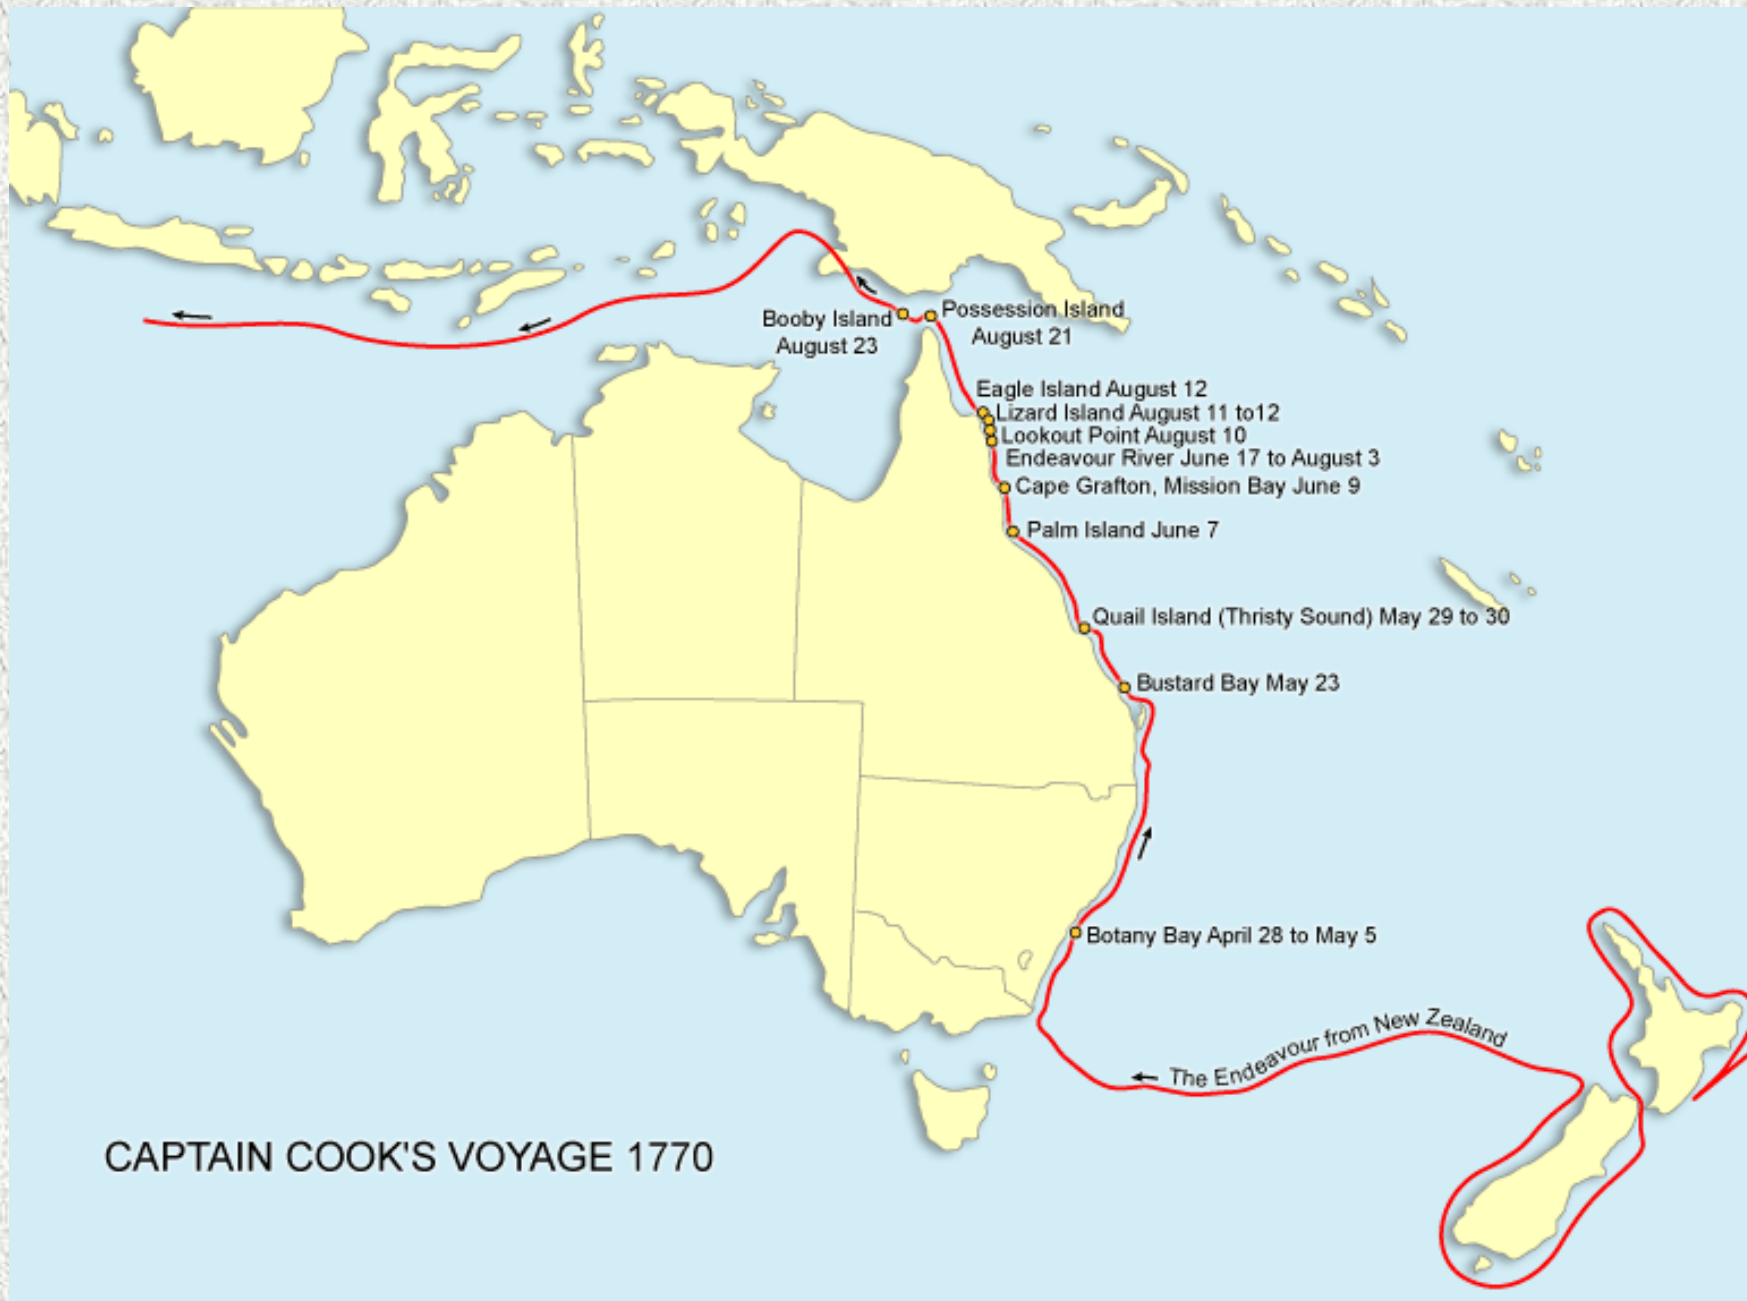 Booby Island
August 23
Possession Island
August 21
Eagle Island August 12
Lizard Island August 11 to12
Lookout Point August 10
Endeavour River June 17 to August 3
Cape Grafton, Mission Bay June 9
Palm Island June 7
Quail Island (Thristy Sound) May 29 to 30
Bustard Bay May 23
Botany Bay April 28 to May 5
The Endeavour from New Zealand
CAPTAIN COOK'S VOYAGE 1770